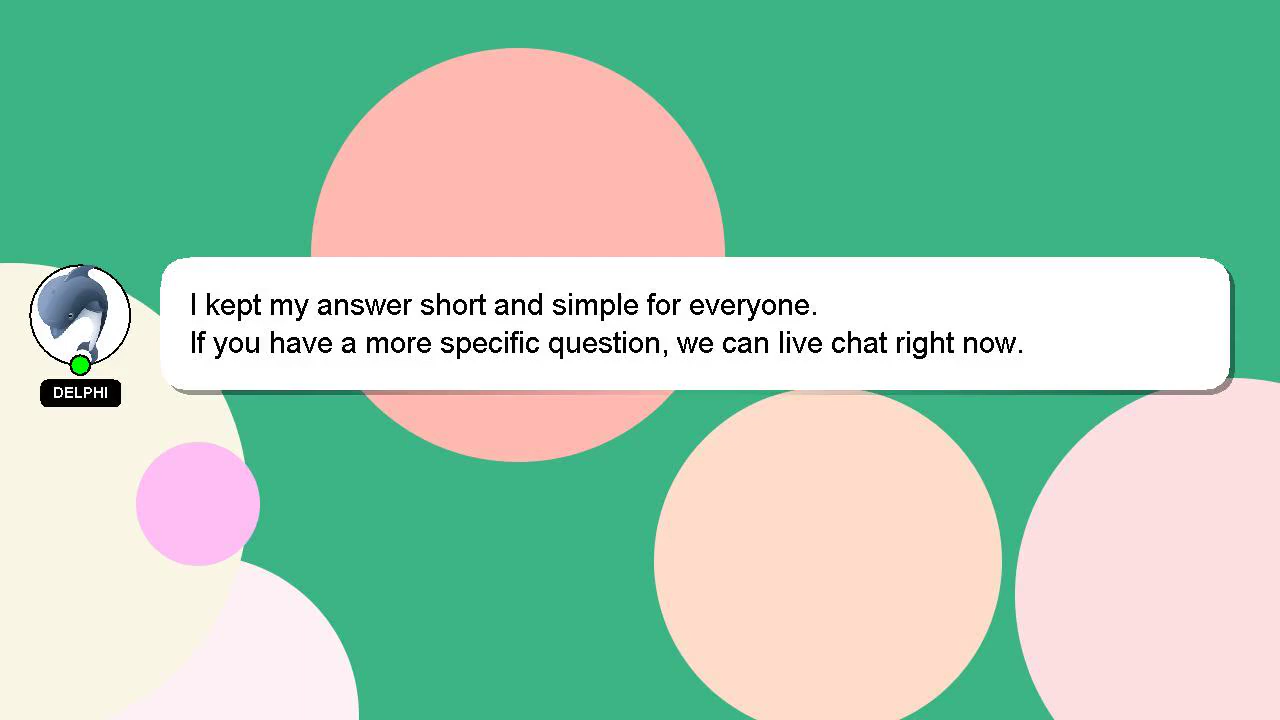 I kept my answer short and simple for everyone.
If you have a more specific question, we can live chat right now.
DELPHI